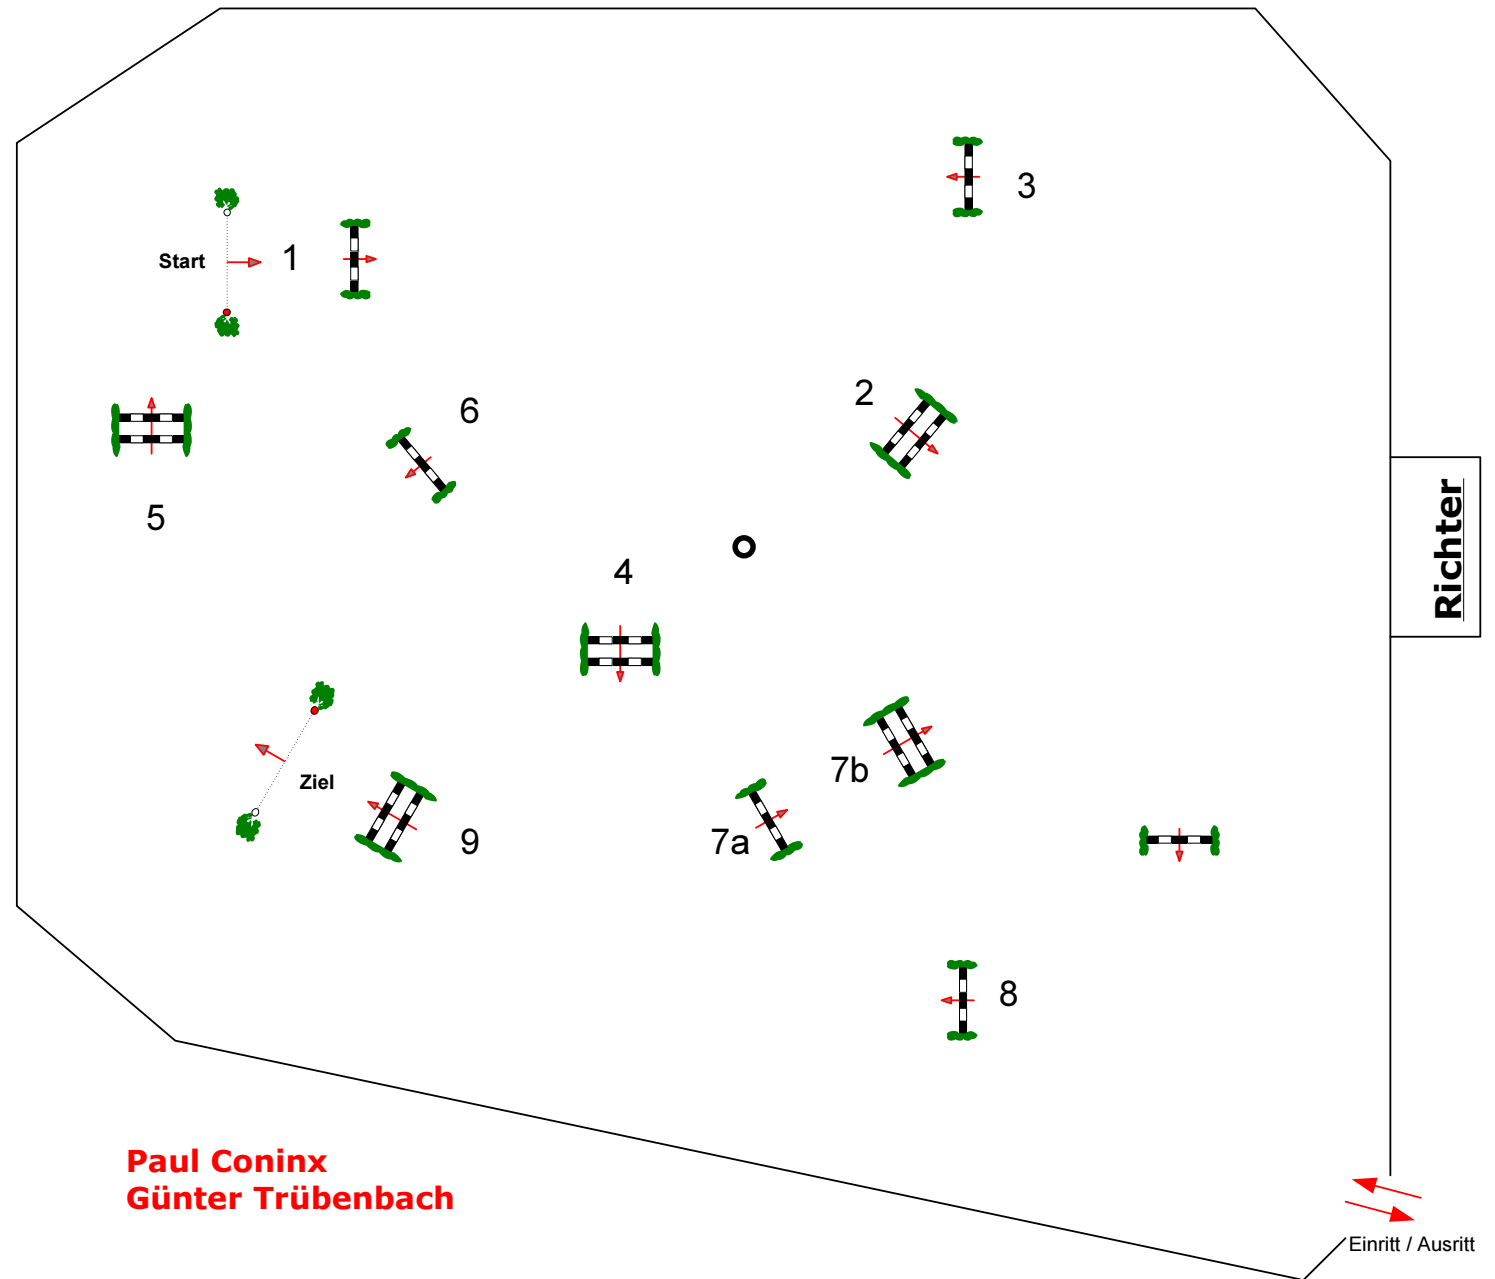 3
Start
1
2
6
5
Richter
4
7b
Ziel
7a
9
8
Paul Coninx
Günter Trübenbach
Einritt / Ausritt